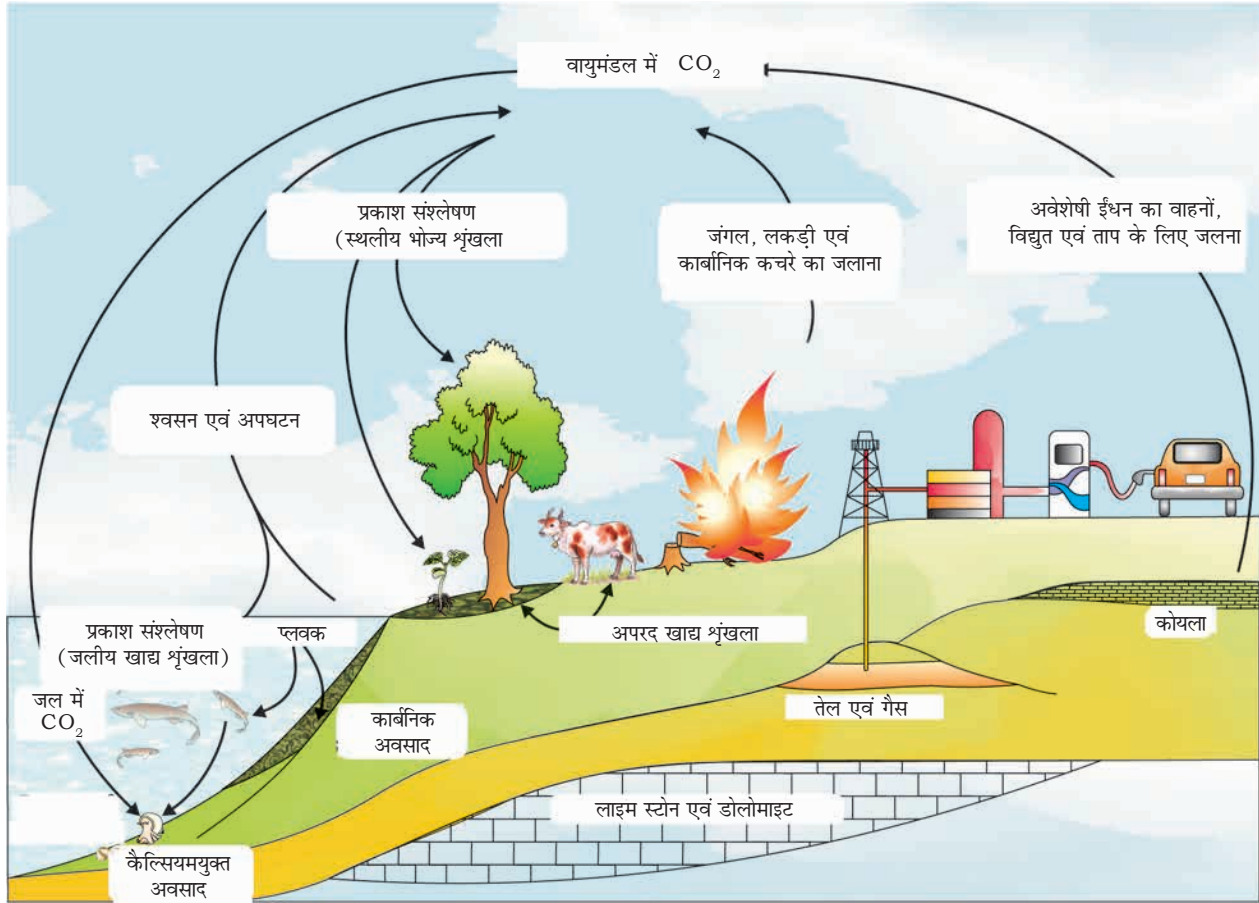 वायुमंडल में CO₂
प्रकाश संश्लेषण
(स्थलीय भोज्य शृंखला
जंगल, लकड़ी एवं
कार्बानिक कचरे का जलाना
अवेशेषी ईंधन का वाहनों,
विद्युत एवं ताप के लिए जलना
श्वसन एवं अपघटन
प्रकाश संश्लेषण
(जलीय खाद्य शृंखला)
प्लवक
अपरद खाद्य शृंखला
कोयला
जल में
CO₂
कार्बनिक
अवसाद
तेल एवं गैस
लाइम स्टोन एवं डोलोमाइट
कैल्सियमयुक्त
अवसाद